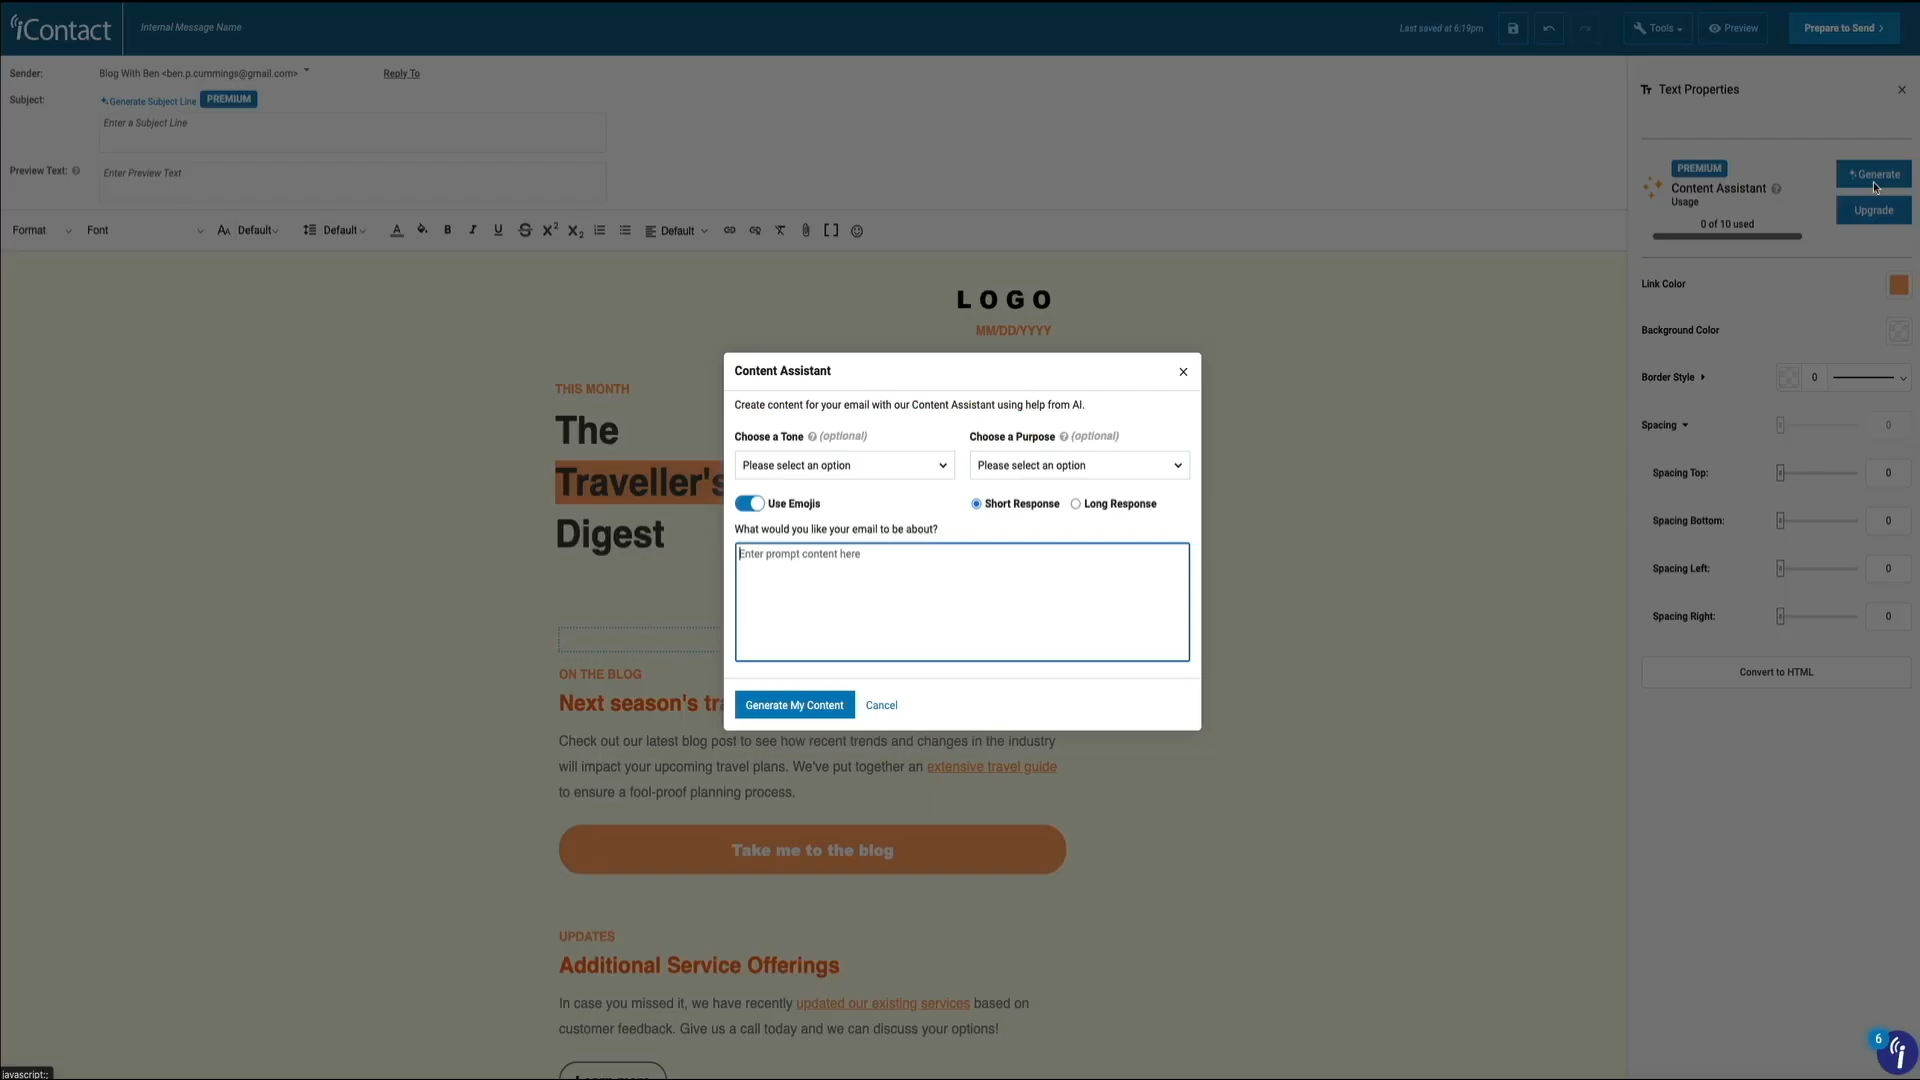 iContact
Internal Message Name
Last saved at 6:19pm
Tools
Preview
Prepare to Send
Sender:
Blog With Ben <ben.p.cummings@gmail.com>
Reply To
Subject:
Generate Subject Line
PREMIUM
Enter a Subject Line
Preview Text:
Enter Preview Text
Format
Font
Default
Default
Default
LOGO
MM/DD/YYYY
THIS MONTH
The
Traveller's
Digest
Content Assistant
Create content for your email with our Content Assistant using help from AI.
Choose a Tone (optional)
Choose a Purpose (optional)
Please select an option
Please select an option
Use Emojis
Short Response
Long Response
What would you like your email to be about?
Enter prompt content here
Generate My Content
Cancel
ON THE BLOG
Next season's
Check out our latest blog post to see how recent trends and changes in the industry
will impact your upcoming travel plans. We've put together an extensive travel guide
to ensure a fool-proof planning process.
Take me to the blog
UPDATES
Additional Service Offerings
In case you missed it, we have recently updated our existing services based on
customer feedback. Give us a call today and we can discuss your options!
Text Properties
PREMIUM
Content Assistant
Usage
0 of 10 used
Generate
Upgrade
Link Color
Background Color
Border Style
0
Spacing
0
Spacing Top:
0
Spacing Bottom:
0
Spacing Left:
0
Spacing Right:
0
Convert to HTML
6
javascript:;